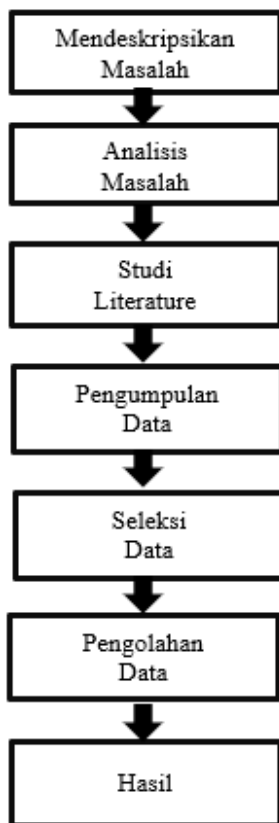 Mendeskripsikan
Masalah
Analisis
Masalah
Studi
Literature
Pengumpulan
Data
Seleksi
Data
Pengolahan
Data
Hasil